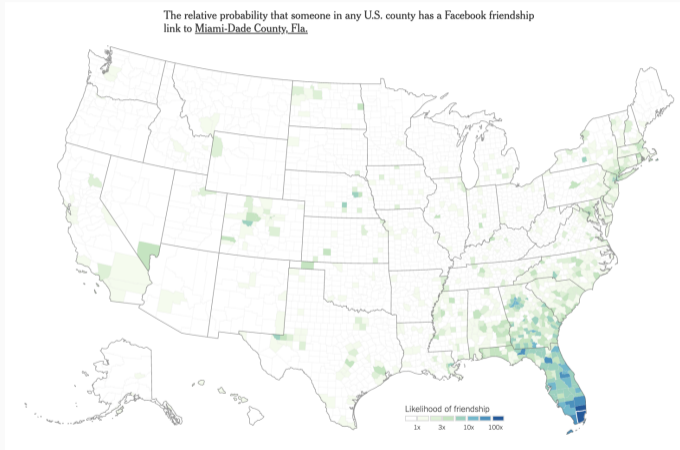 The relative probability that someone in any U.S. county has a Facebook friendship
link to Miami-Dade County, Fla.
Likelihood of friendship
1x 3x 10x 100x